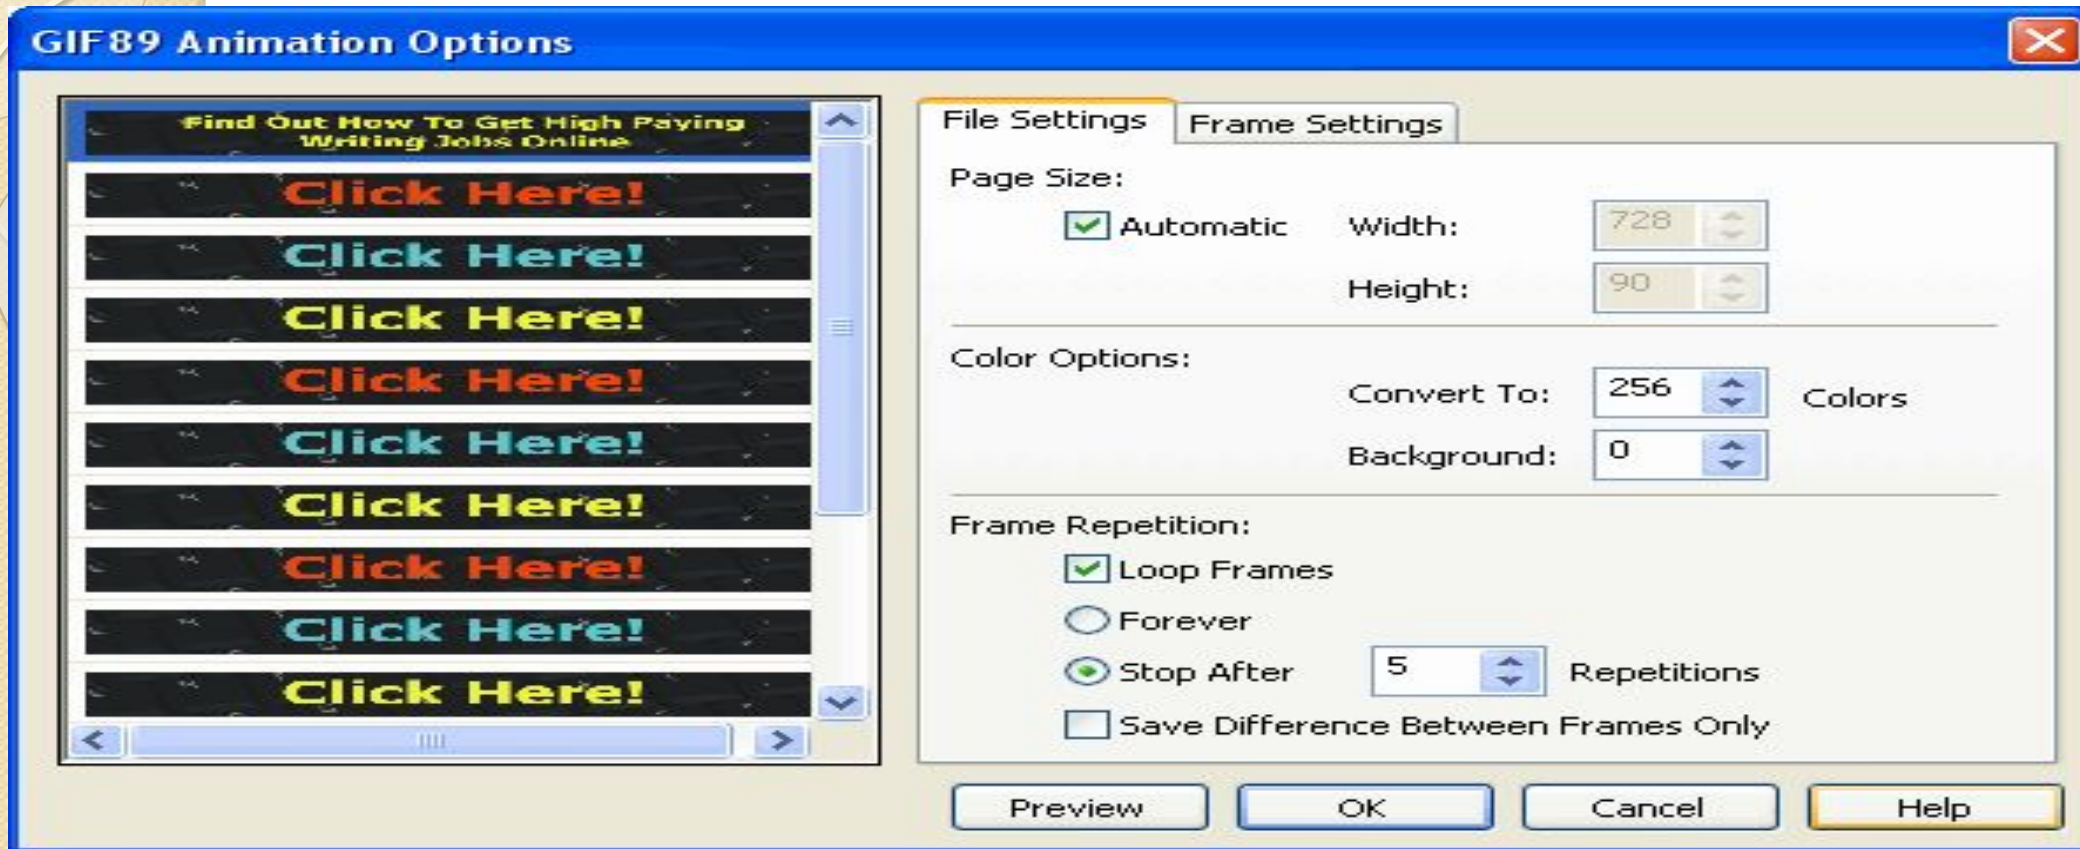 GIF89 Animation Options
Find Out How To Get High Paying
Writing Jobs Online
Click Here!
Click Here!
Click Here!
Click Here!
Click Here!
Click Here!
Click Here!
Click Here!
Click Here!
File Settings
Frame Settings
Page Size:
Automatic
Width:
728
Height:
90
Color Options:
Convert To:
256
Colors
Background:
0
Frame Repetition:
Loop Frames
Forever
Stop After
5
Repetitions
Save Difference Between Frames Only
Preview
OK
Cancel
Help